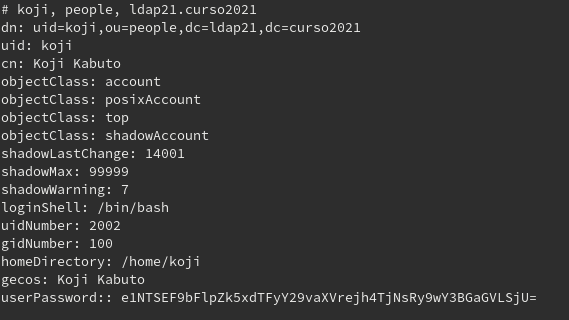 # koji, people, ldap21.curso2021
dn: uid=koji,ou=people,dc=ldap21,dc=curso2021
uid: koji
cn: Koji Kabuto
objectClass: account
objectClass: posixAccount
objectClass: top
objectClass: shadowAccount
shadowLastChange: 14001
shadowMax: 99999
shadowWarning: 7
loginShell: /bin/bash
uidNumber: 2002
gidNumber: 100
homeDirectory: /home/koji
gecos: Koji Kabuto
userPassword:: e1NTSEF9bFlpZk5xdTFyY29vaXVrejh4TjNsRy9wY3BGaGVLSjU=